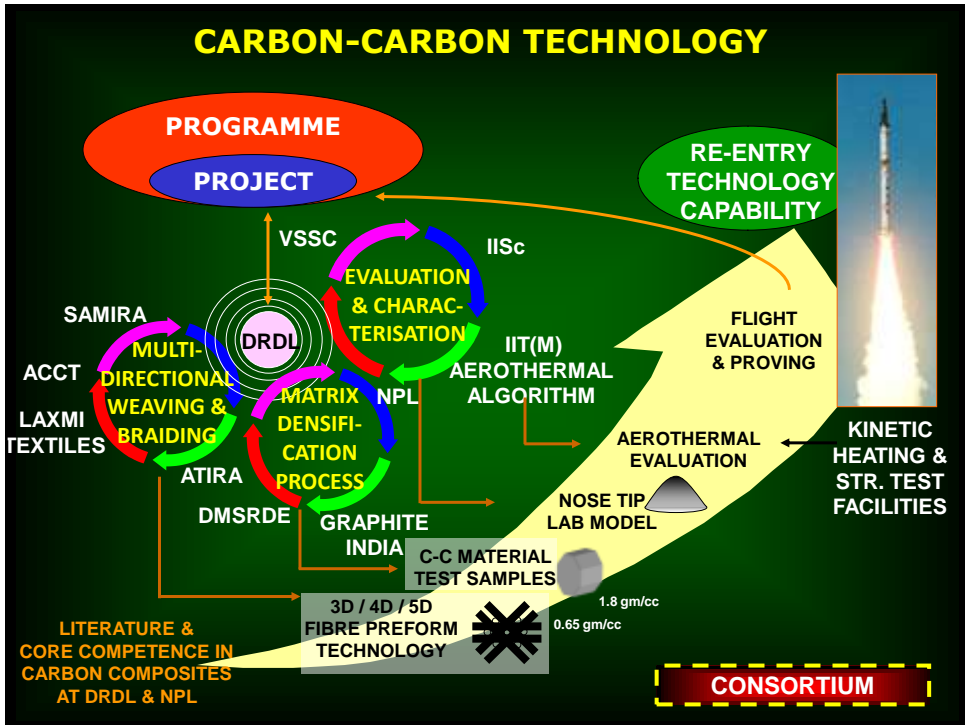 CARBON-CARBON TECHNOLOGY
PROGRAMME
PROJECT
RE-ENTRY
TECHNOLOGY
CAPABILITY
VSSC
IISc
EVALUATION
& CHARAC-
TERISATION
SAMIRA
DRDL
MULTI-
DIRECTIONAL
WEAVING &
BRAIDING
ACCT
LAXMI
TEXTILES
ATIRA
MATRIX
DENSIFI-
CATION
PROCESS
NPL
DMSRDE
GRAPHITE
INDIA
IIT(M)
AEROTHERMAL
ALGORITHM
FLIGHT
EVALUATION
& PROVING
AEROTHERMAL
EVALUATION
KINETIC
HEATING &
STR. TEST
FACILITIES
NOSE TIP
LAB MODEL
C-C MATERIAL
TEST SAMPLES
1.8 gm/cc
3D / 4D / 5D
FIBRE PREFORM
TECHNOLOGY
0.65 gm/cc
LITERATURE &
CORE COMPETENCE IN
CARBON COMPOSITES
AT DRDL & NPL
CONSORTIUM